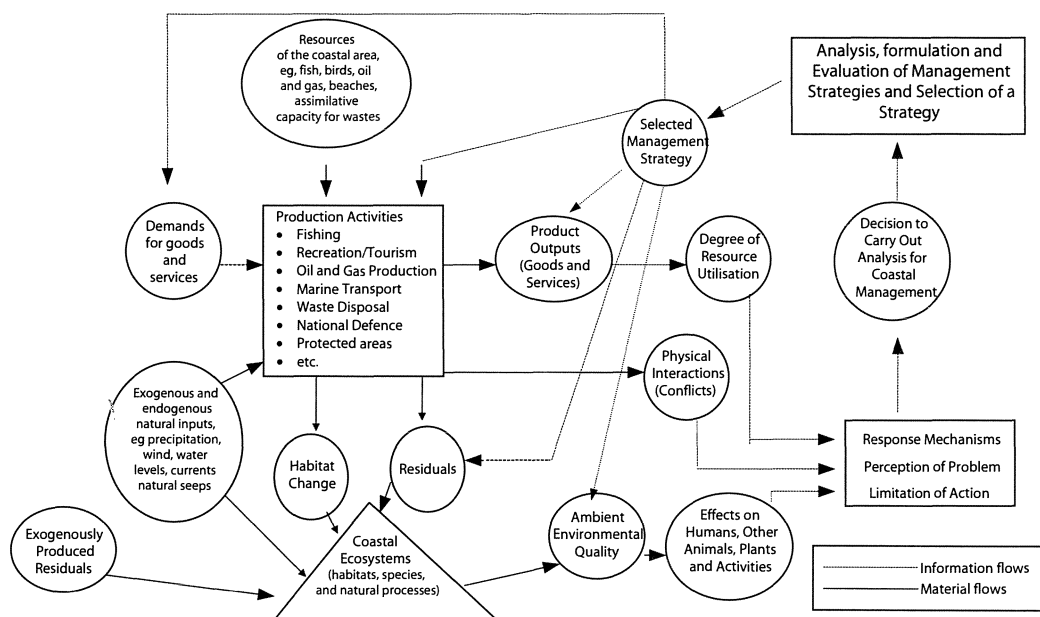 Resources
of the coastal area,
eg, fish, birds, oil
and gas, beaches,
assimilative
capacity for wastes
Analysis, formulation and
Evaluation of Management
Strategies and Selection of a
Strategy
Selected
Management
Strategy
Demands
for goods
and
services
Production Activities
• Fishing
• Recreation/Tourism
• Oil and Gas Production
• Marine Transport
• Waste Disposal
• National Defence
• Protected areas
• etc.
Product
Outputs
(Goods and
Services)
Degree of
Resource
Utilisation
Decision to
Carry Out
Analysis for
Coastal
Management
Physical
Interactions
(Conflicts)
Exogenous and
endogenous
natural inputs,
eg precipitation,
wind, water
levels, currents
natural seeps
Habitat
Change
Residuals
Response Mechanisms
Perception of Problem
Limitation of Action
Exogenously
Produced
Residuals
Coastal
Ecosystems
(habitats, species,
and natural processes)
Ambient
Environmental
Quality
Effects on
Humans, Other
Animals, Plants
and Activities
Information flows
Material flows